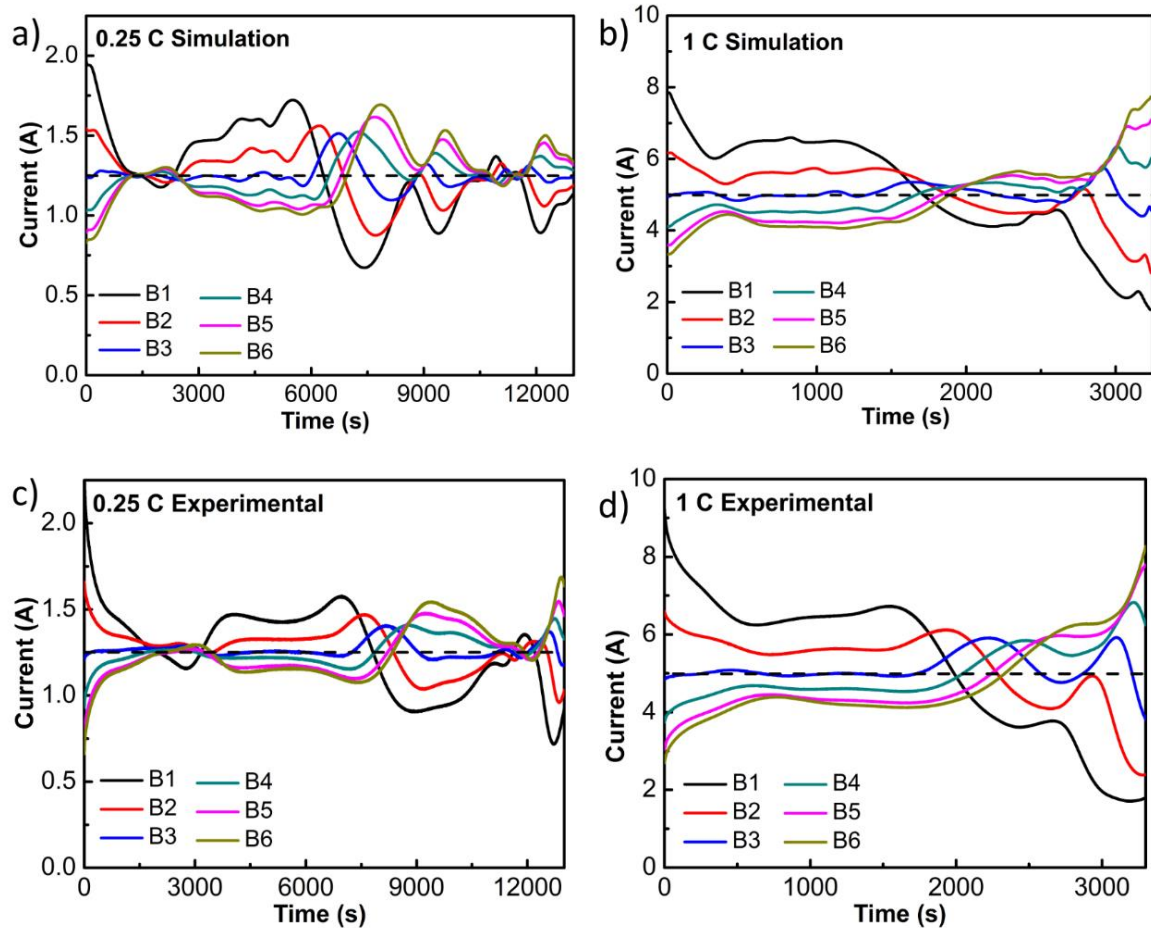 a)
0.25 C Simulation
2.0
1.5
1.0
0.5
0.0
Current (A)
B1 B4
B2 B5
B3 B6
0 3000 6000 9000 12000
Time (s)
b)
1 C Simulation
10
8
6
4
2
0
Current (A)
B1 B4
B2 B5
B3 B6
0 1000 2000 3000
Time (s)
c)
0.25 C Experimental
2.0
1.5
1.0
0.5
0.0
Current (A)
B1 B4
B2 B5
B3 B6
0 3000 6000 9000 12000
Time (s)
d)
1 C Experimental
10
8
6
4
2
0
Current (A)
B1 B4
B2 B5
B3 B6
0 1000 2000 3000
Time (s)